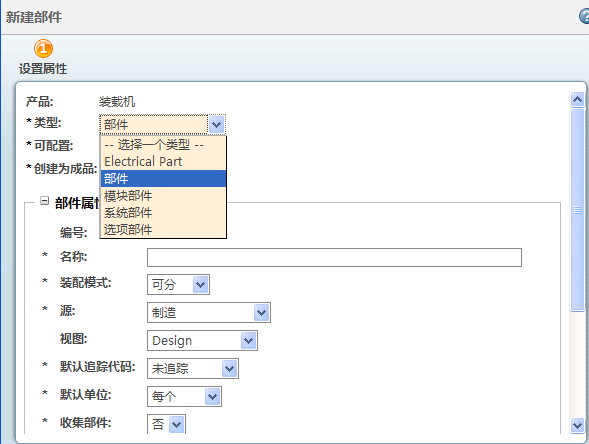 新建部件
?
1
设置属性
产品: 装载机
*类型: 部件
*可配置: -- 选择一个类型 --
Electrical Part
*创建为成品: 部件
模块部件
部件属 系统部件
编号: 选项部件
* 名称:
* 装配模式: 可分
* 源: 制造
视图: Design
* 默认追踪代码: 未追踪
* 默认单位: 每个
* 收集部件: 否